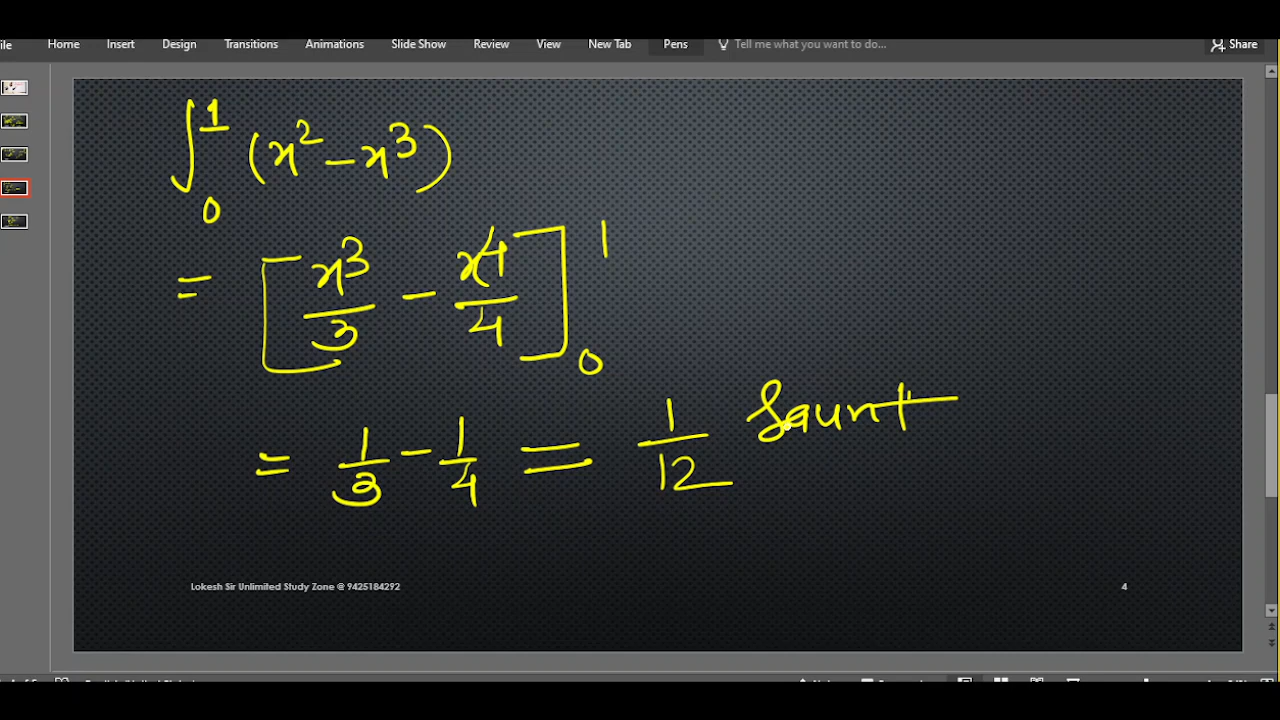 ile Home Insert Design Transitions Animations Slide Show Review View New Tab Pens Tell me what you want to do... Share
∫₀¹ (x² − x³)
= [x³/3 − x⁴/4]₀¹
= 1/3 − 1/4 = 1/12
Lokesh Sir Unlimited Study Zone @ 9425184292
4